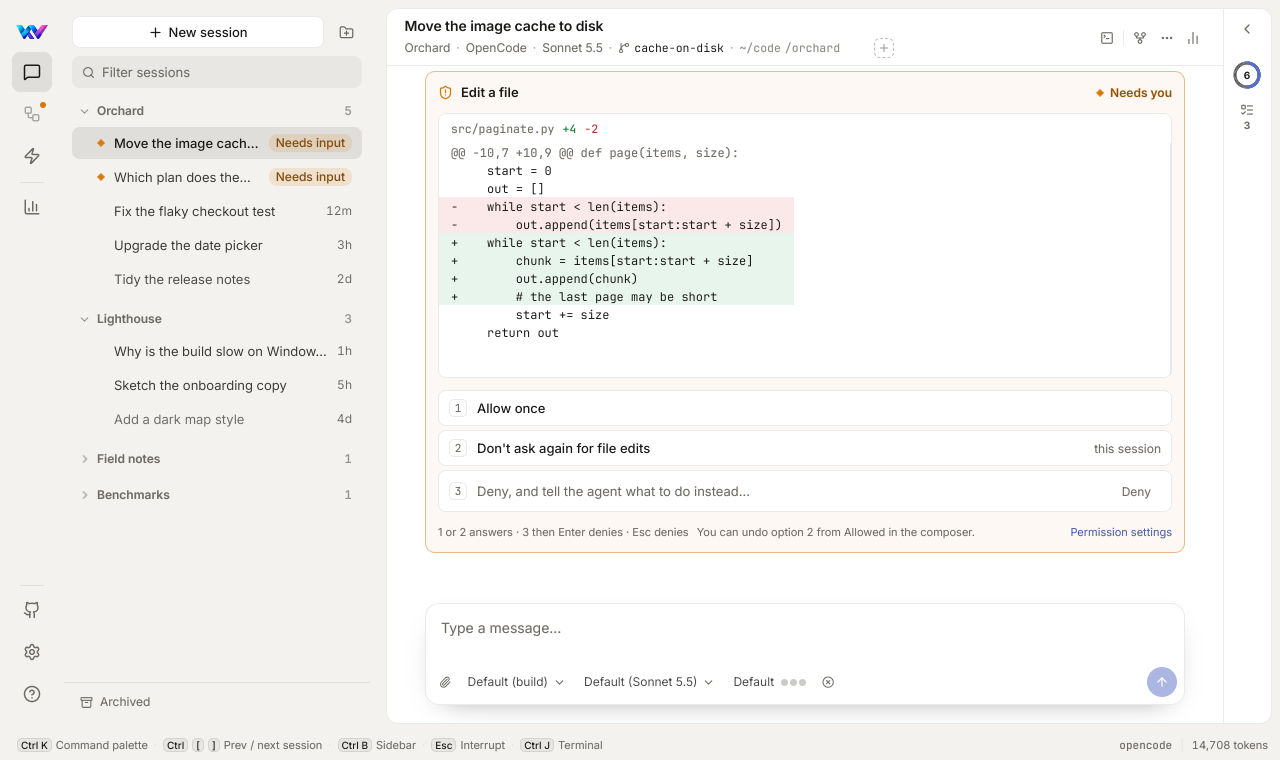 New session
Filter sessions
Orchard 5
Move the image cach... Needs input
Which plan does the... Needs input
Fix the flaky checkout test 12m
Upgrade the date picker 3h
Tidy the release notes 2d
Lighthouse 3
Why is the build slow on Window... 1h
Sketch the onboarding copy 5h
Add a dark map style 4d
Field notes 1
Benchmarks 1
Archived
Move the image cache to disk
Orchard · OpenCode · Sonnet 5.5 · cache-on-disk · ~/code/orchard
Edit a file Needs you
src/paginate.py +4 -2
@@ -10,7 +10,9 @@ def page(items, size):
    start = 0
    out = []
-    while start < len(items):
-        out.append(items[start:start + size])
+    while start < len(items):
+        chunk = items[start:start + size]
+        out.append(chunk)
+        # the last page may be short
        start += size
    return out
1 Allow once
2 Don't ask again for file edits this session
3 Deny, and tell the agent what to do instead... Deny
1 or 2 answers · 3 then Enter denies · Esc denies You can undo option 2 from Allowed in the composer. Permission settings
Type a message...
Default (build) Default (Sonnet 5.5) Default
6
3
Ctrl K Command palette Ctrl [ ] Prev / next session Ctrl B Sidebar Esc Interrupt Ctrl J Terminal
opencode 14,708 tokens